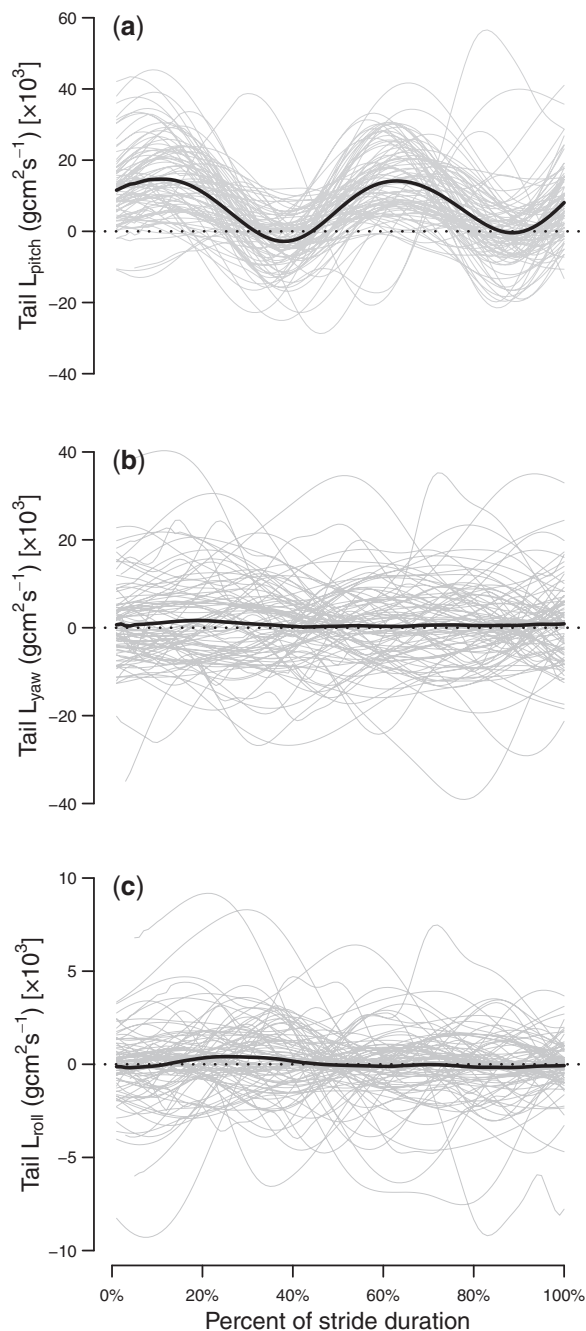 (a)
Tail L_pitch (gcm²s⁻¹) [×10³]
60
40
20
0
−20
−40
(b)
Tail L_yaw (gcm²s⁻¹) [×10³]
40
20
0
−20
−40
(c)
Tail L_roll (gcm²s⁻¹) [×10³]
10
5
0
−5
−10
0% 20% 40% 60% 80% 100%
Percent of stride duration